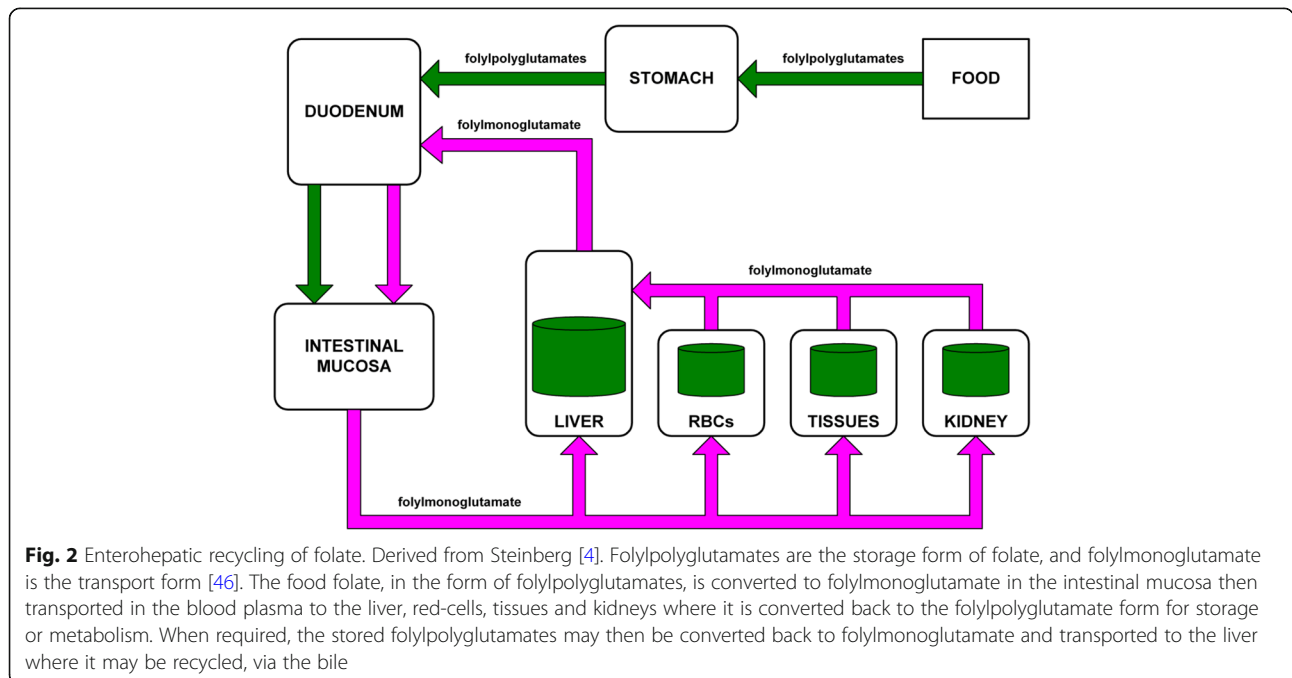 folylpolyglutamates
folylpolyglutamates
STOMACH
FOOD
DUODENUM
folylmonoglutamate
folylmonoglutamate
INTESTINAL
MUCOSA
LIVER
RBCs
TISSUES
KIDNEY
folylmonoglutamate
Fig. 2 Enterohepatic recycling of folate. Derived from Steinberg [4]. Folylpolyglutamates are the storage form of folate, and folylmonoglutamate
is the transport form [46]. The food folate, in the form of folylpolyglutamates, is converted to folylmonoglutamate in the intestinal mucosa then
transported in the blood plasma to the liver, red-cells, tissues and kidneys where it is converted back to the folylpolyglutamate form for storage
or metabolism. When required, the stored folylpolyglutamates may then be converted back to folylmonoglutamate and transported to the liver
where it may be recycled, via the bile